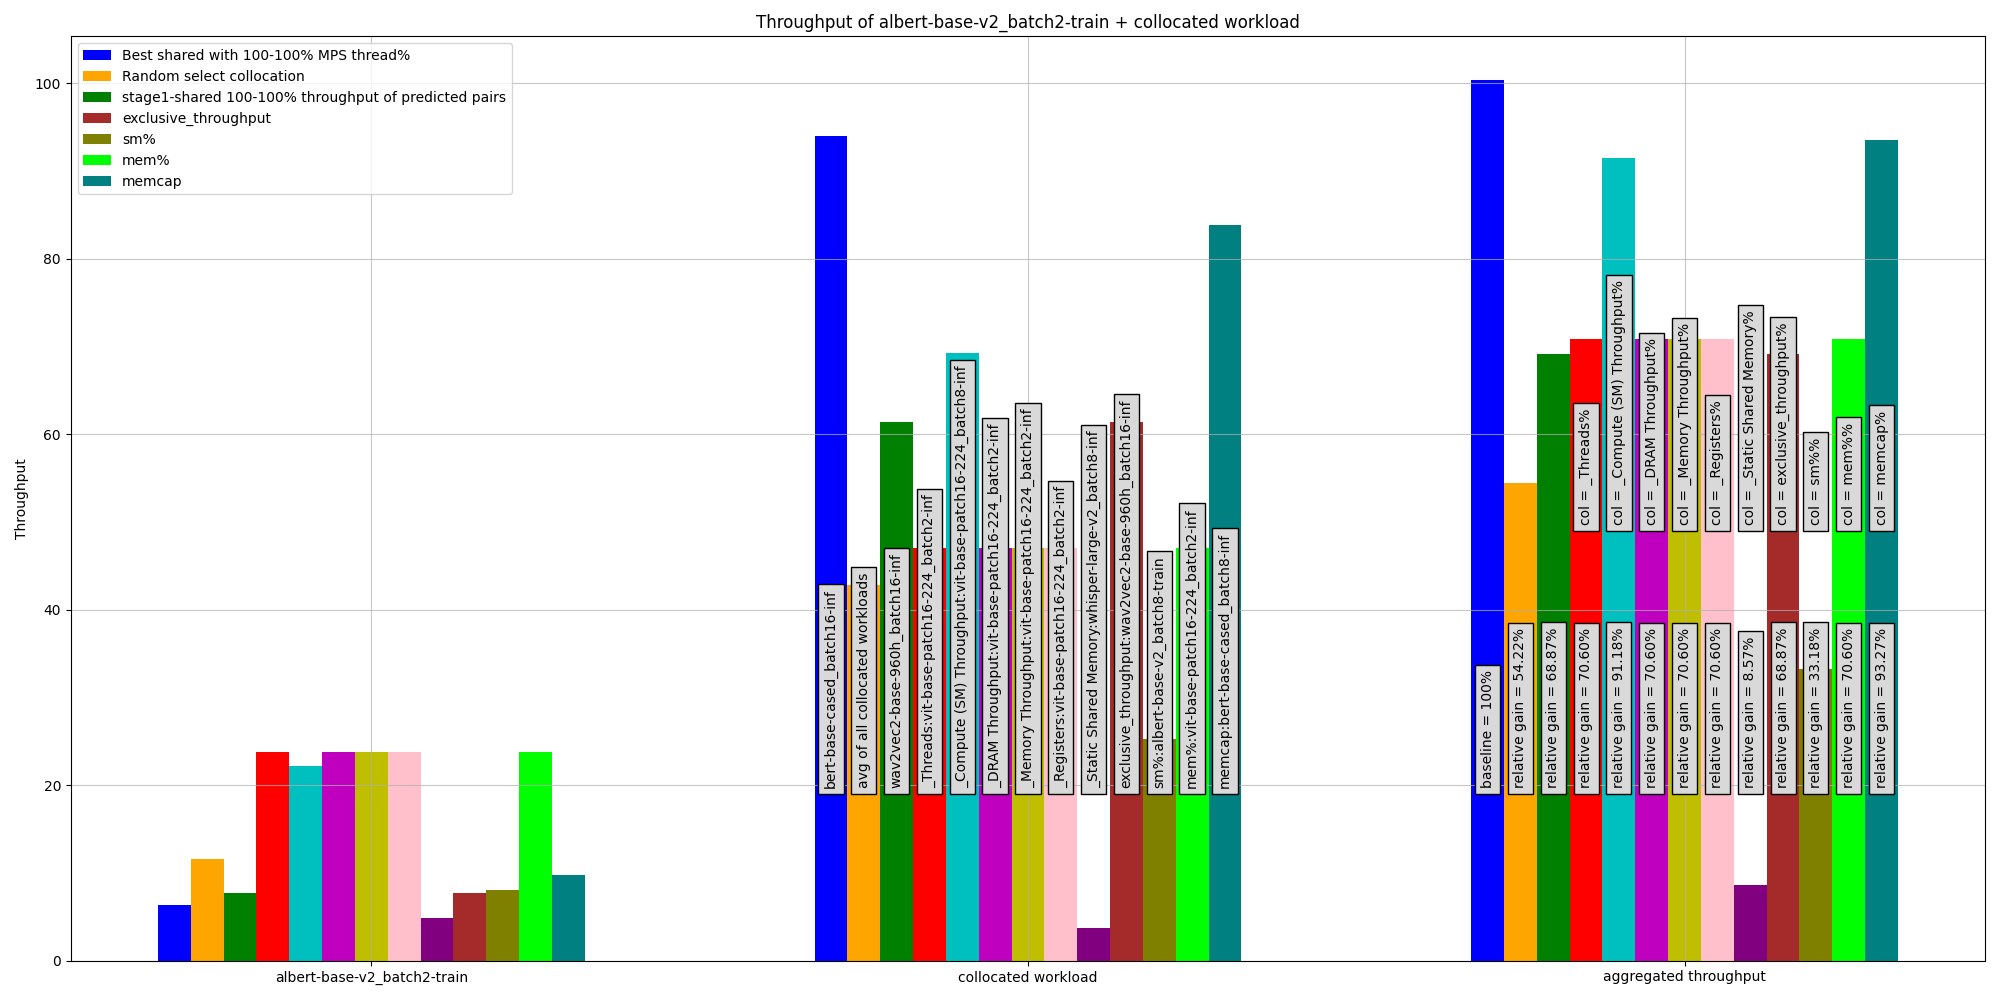 Throughput of albert-base-v2_batch2-train + collocated workload
Best shared with 100-100% MPS thread%
Random select collocation
stage1-shared 100-100% throughput of predicted pairs
exclusive_throughput
sm%
mem%
memcap
Throughput
100
80
60
40
20
0
bert-base-cased_batch16-inf
avg of all collocated workloads
wav2vec2-base-960h_batch16-inf
_Threads:vit-base-patch16-224_batch2-inf
_Compute (SM) Throughput:vit-base-patch16-224_batch8-inf
_DRAM Throughput:vit-base-patch16-224_batch2-inf
_Memory Throughput:vit-base-patch16-224_batch2-inf
_Registers:vit-base-patch16-224_batch2-inf
_Static Shared Memory:whisper-large-v2_batch8-inf
exclusive_throughput:wav2vec2-base-960h_batch16-inf
sm%:albert-base-v2_batch8-train
mem%:vit-base-patch16-224_batch2-inf
memcap:bert-base-cased_batch8-inf
col = _Threads%
col = _Compute (SM) Throughput%
col = _DRAM Throughput%
col = _Memory Throughput%
col = _Registers%
col = _Static Shared Memory%
col = exclusive_throughput%
col = sm%%
col = mem%%
col = memcap%
baseline = 100%
relative gain = 54.22%
relative gain = 68.87%
relative gain = 70.60%
relative gain = 91.18%
relative gain = 70.60%
relative gain = 70.60%
relative gain = 70.60%
relative gain = 8.57%
relative gain = 68.87%
relative gain = 33.18%
relative gain = 70.60%
relative gain = 93.27%
albert-base-v2_batch2-train
collocated workload
aggregated throughput